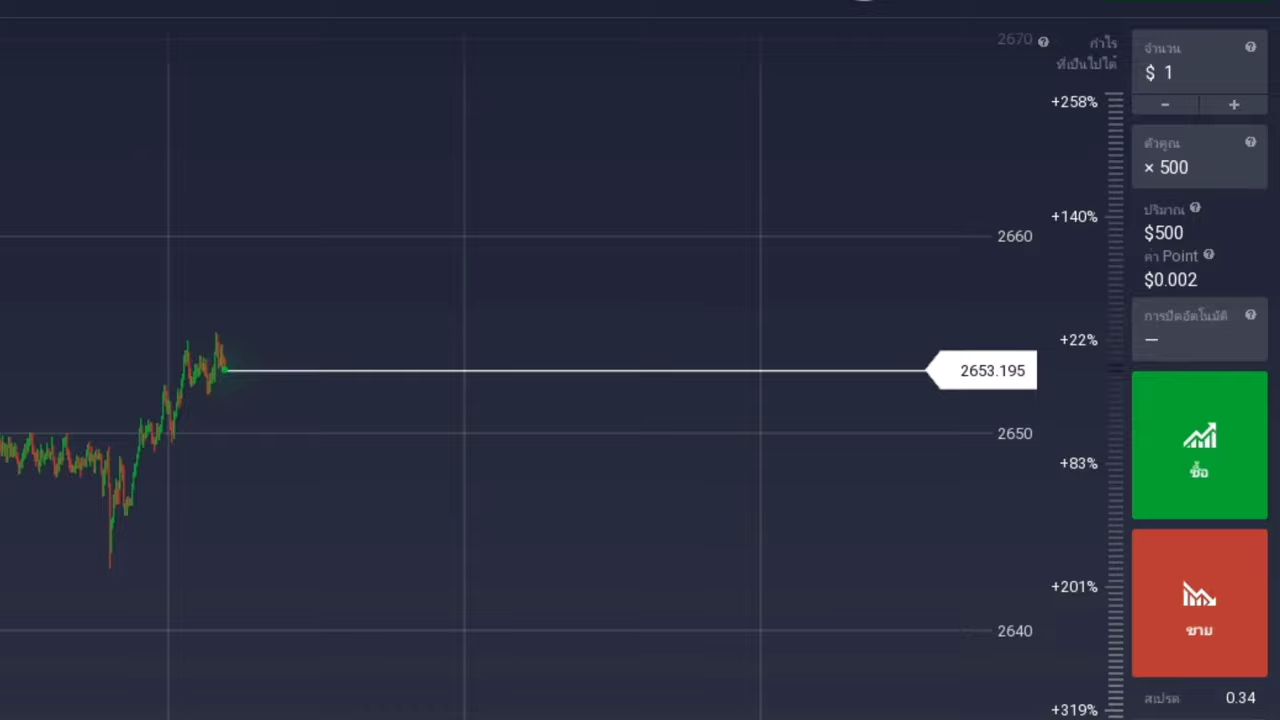 2670
กำไร
ที่เป็นไปได้
+258%
+140%
2660
+22%
2653.195
2650
+83%
+201%
2640
+319%
จำนวน
$ 1
- +
ตัวคูณ
× 500
ปริมาณ
$500
ค่า Point
$0.002
การปิดอัตโนมัติ
—
ซื้อ
ขาย
สเปรด 0.34